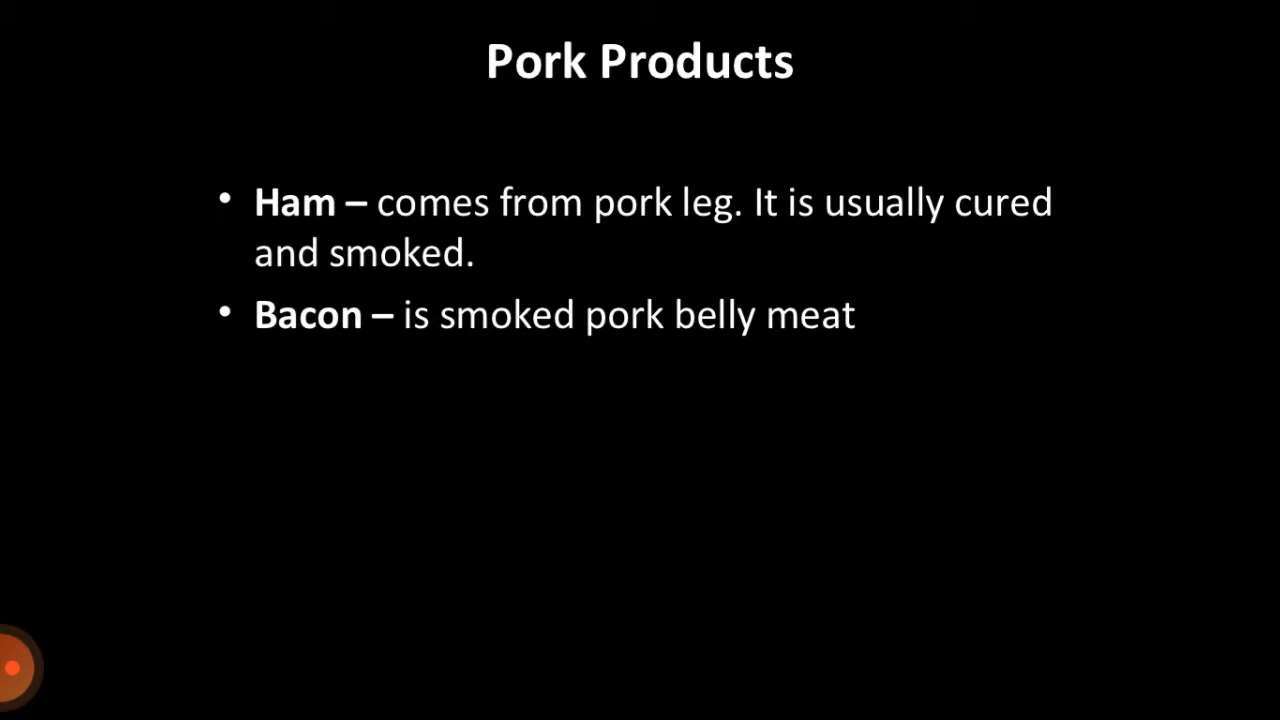 Pork Products
• Ham – comes from pork leg. It is usually cured
and smoked.
• Bacon – is smoked pork belly meat